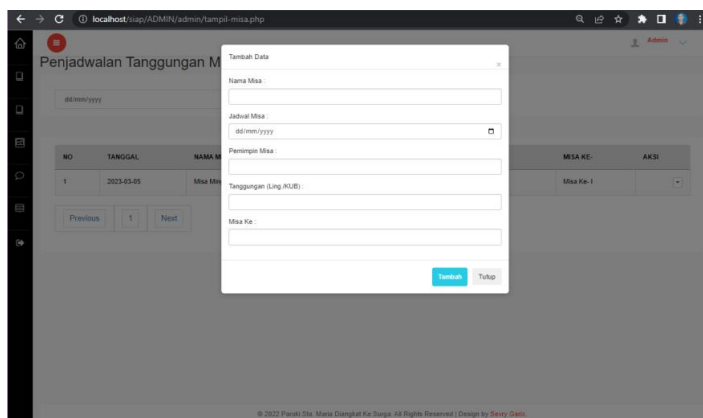 localhost/siap/ADMIN/admin/tampil-misa.php
Admin
Penjadwalan Tanggungan M
Tambah Data
×
Nama Misa :
dd/mm/yyyy
Jadwal Misa :
dd/mm/yyyy
Pemimpin Misa :
NO TANGGAL NAMA M MISA KE- AKSI
1 2023-03-05 Misa Min Misa Ke- I
Tanggungan (Ling./KUB) :
Previous 1 Next
Misa Ke :
Tambah Tutup
© 2022 Paroki.Sta. Maria Diangkat Ke Surga. All Rights Reserved | Design by